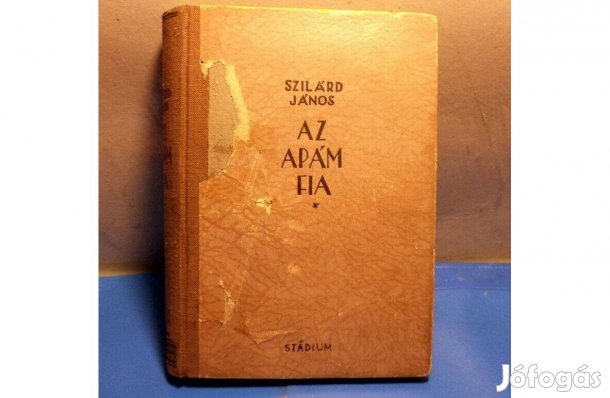 SZILÁRD
JÁNOS
AZ
APÁM
FIA
*
STÁDIUM
Jófogás